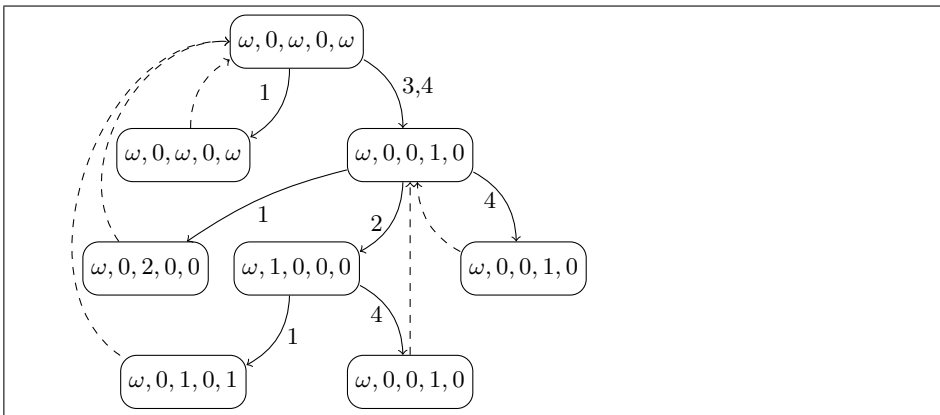 ω, 0, ω, 0, ω
1
3,4
ω, 0, ω, 0, ω
ω, 0, 0, 1, 0
1
2
4
ω, 0, 2, 0, 0
ω, 1, 0, 0, 0
ω, 0, 0, 1, 0
1
4
ω, 0, 1, 0, 1
ω, 0, 0, 1, 0